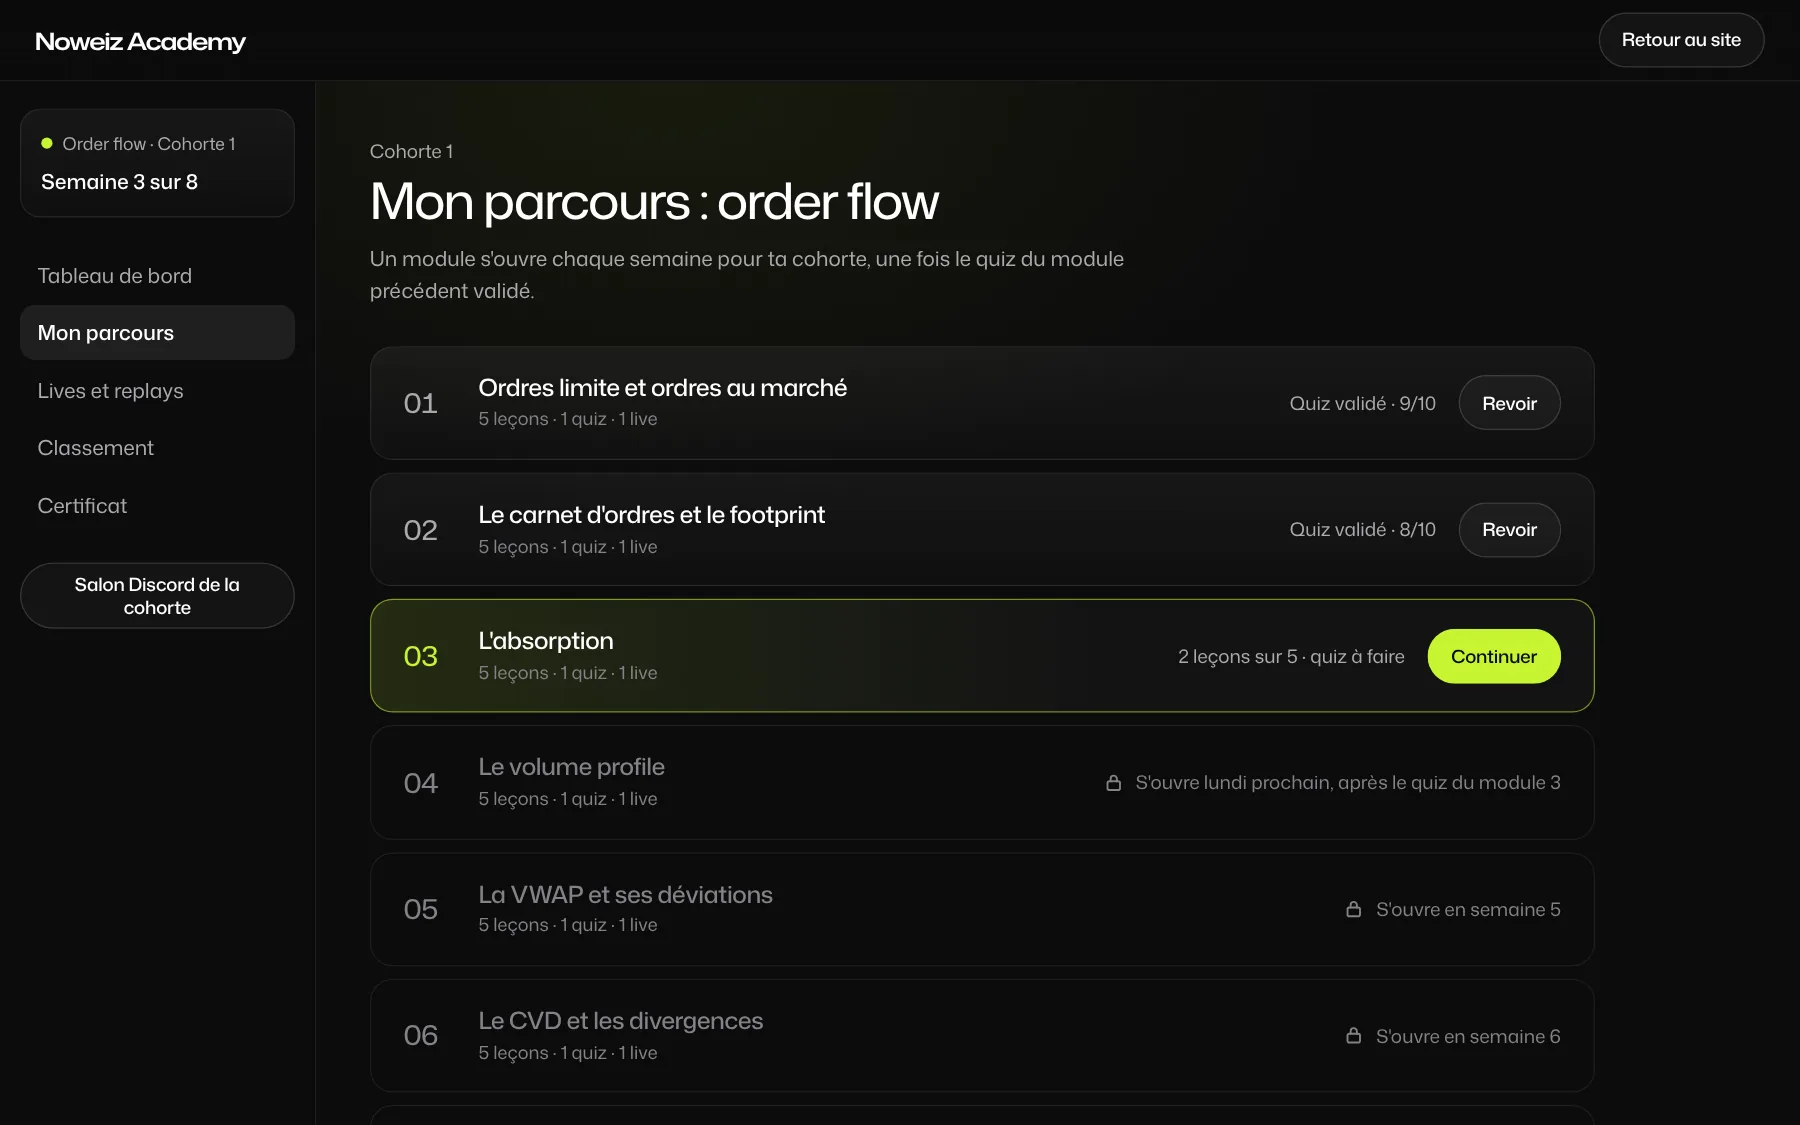 Noweiz Academy
Retour au site
Order flow · Cohorte 1
Semaine 3 sur 8
Tableau de bord
Mon parcours
Lives et replays
Classement
Certificat
Salon Discord de la
cohorte
Cohorte 1
Mon parcours : order flow
Un module s'ouvre chaque semaine pour ta cohorte, une fois le quiz du module
précédent validé.
01
Ordres limite et ordres au marché
5 leçons · 1 quiz · 1 live
Quiz validé · 9/10
Revoir
02
Le carnet d'ordres et le footprint
5 leçons · 1 quiz · 1 live
Quiz validé · 8/10
Revoir
03
L'absorption
5 leçons · 1 quiz · 1 live
2 leçons sur 5 · quiz à faire
Continuer
04
Le volume profile
5 leçons · 1 quiz · 1 live
S'ouvre lundi prochain, après le quiz du module 3
05
La VWAP et ses déviations
5 leçons · 1 quiz · 1 live
S'ouvre en semaine 5
06
Le CVD et les divergences
5 leçons · 1 quiz · 1 live
S'ouvre en semaine 6